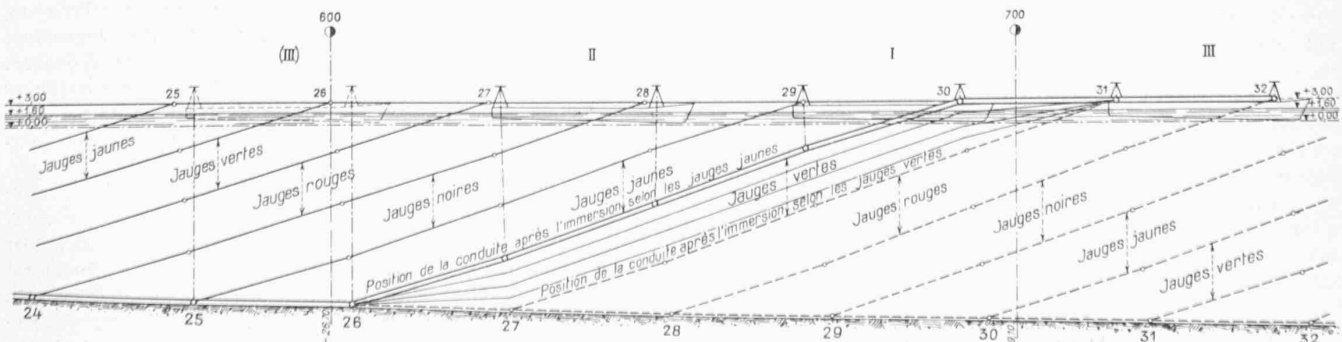 600
700
(III)
II
I
III
25
26
27
28
29
30
31
32
+3,00
+1,60
±0,00
+3,00
+1,60
±0,00
Jauges jaunes
Jauges vertes
Jauges rouges
Jauges noires
Jauges jaunes
Jauges vertes
Jauges rouges
Jauges noires
Jauges jaunes
Jauges vertes
Position de la conduite après l'immersion selon les jauges jaunes
Position de la conduite après l'immersion selon les jauges vertes
24
25
26
27
28
29
30
31
32